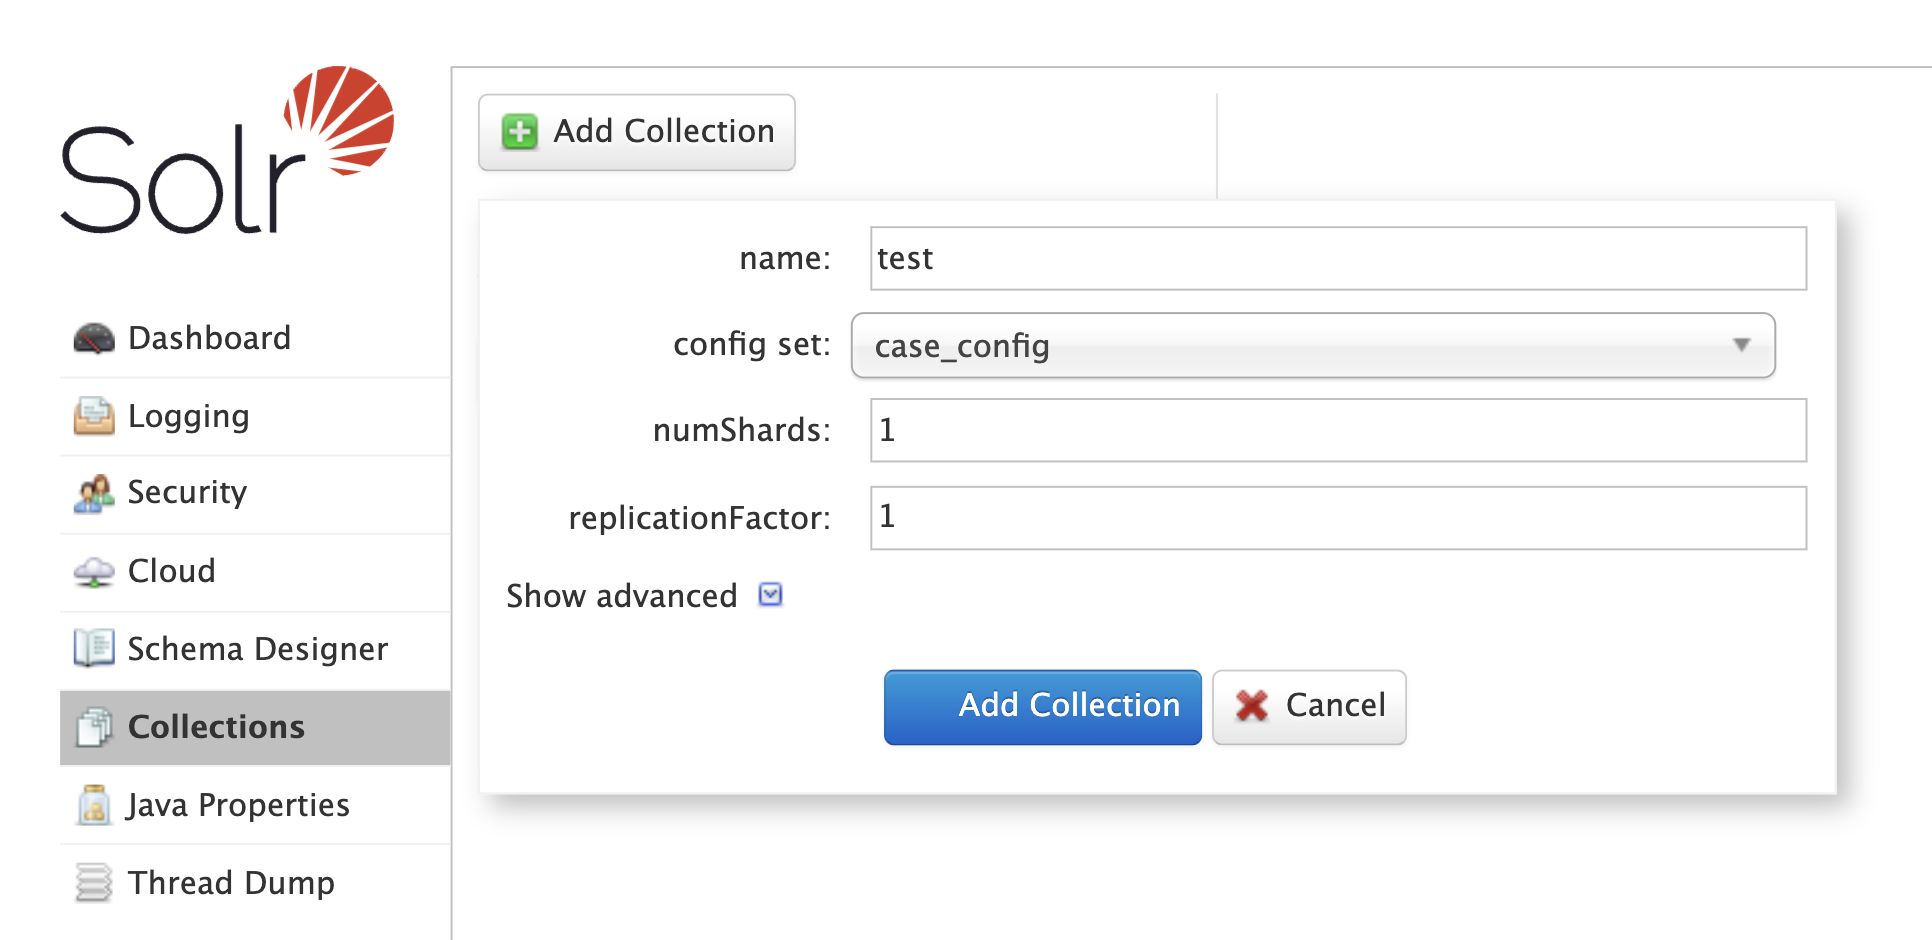 Solr
Dashboard
Logging
Security
Cloud
Schema Designer
Collections
Java Properties
Thread Dump
Add Collection
name: test
config set: case_config
numShards: 1
replicationFactor: 1
Show advanced
Add Collection Cancel